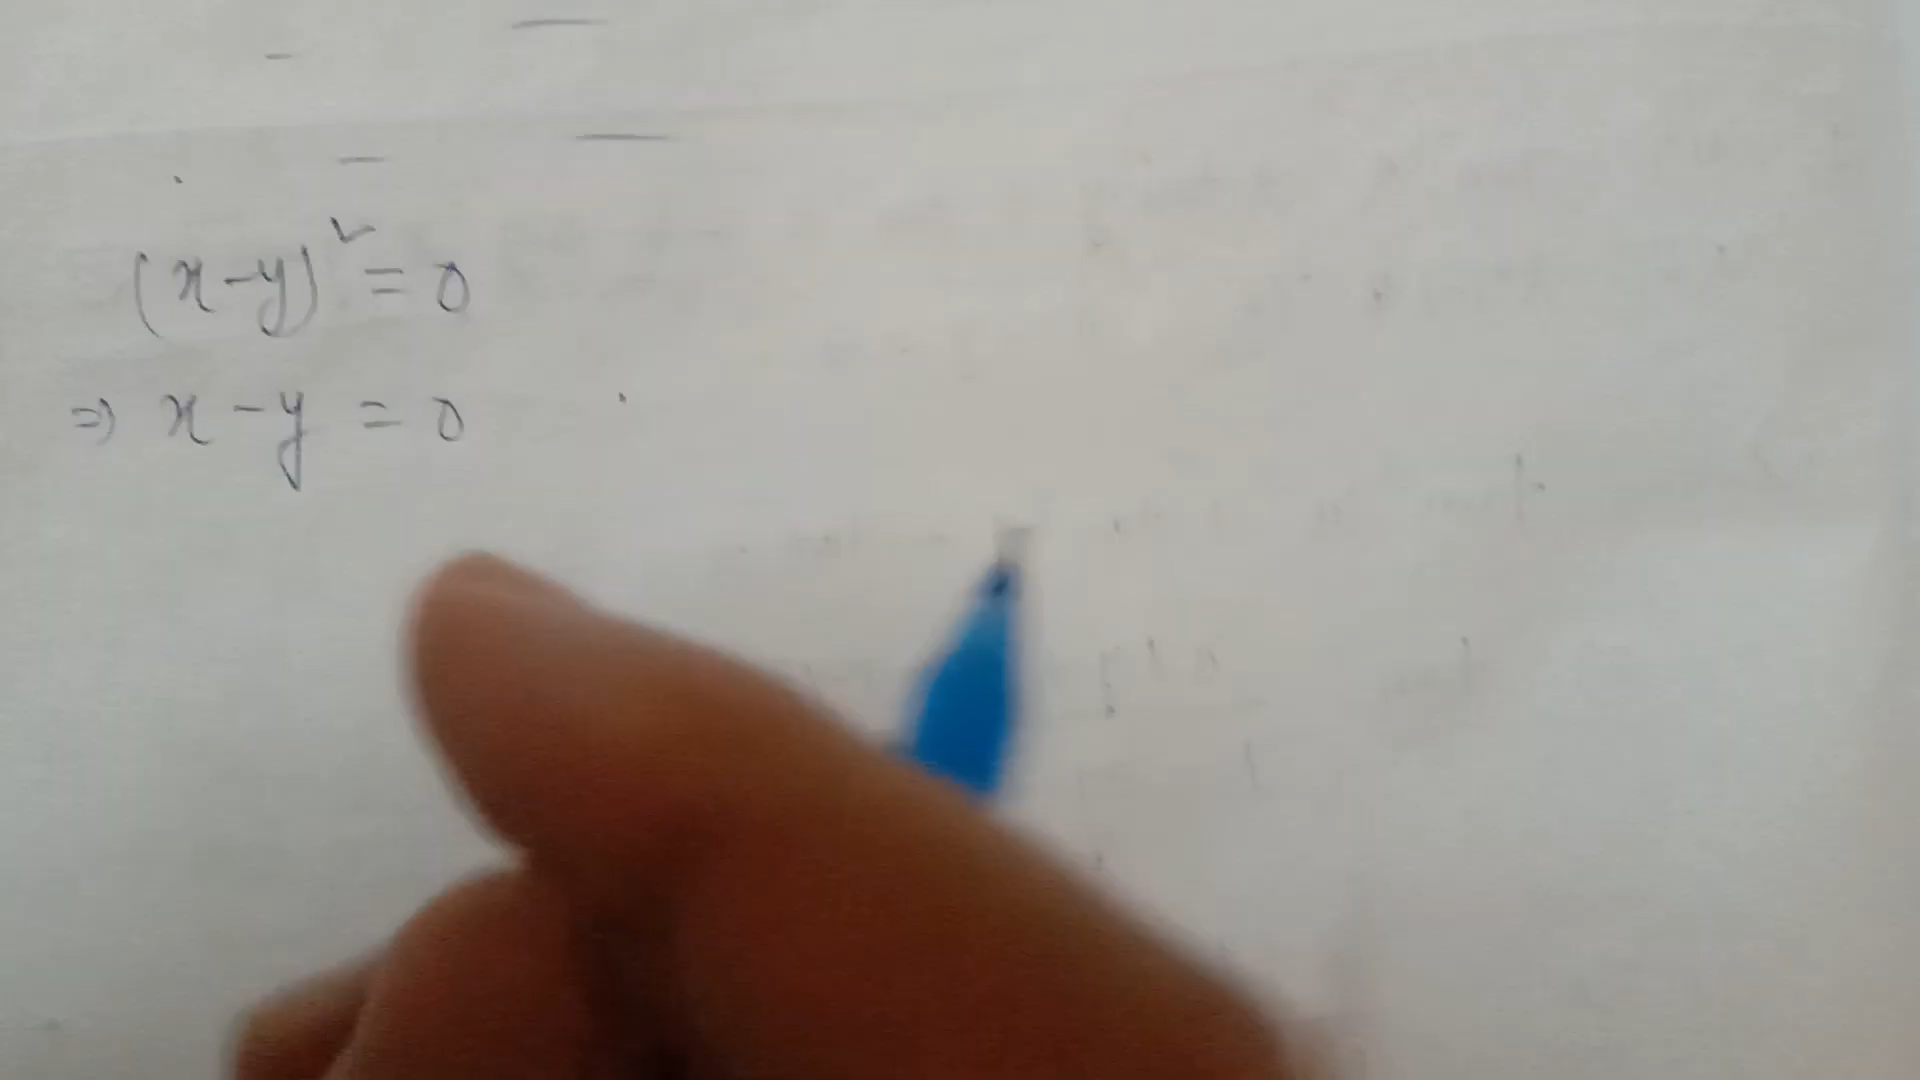 (x-y)² = 0
⇒ x - y = 0